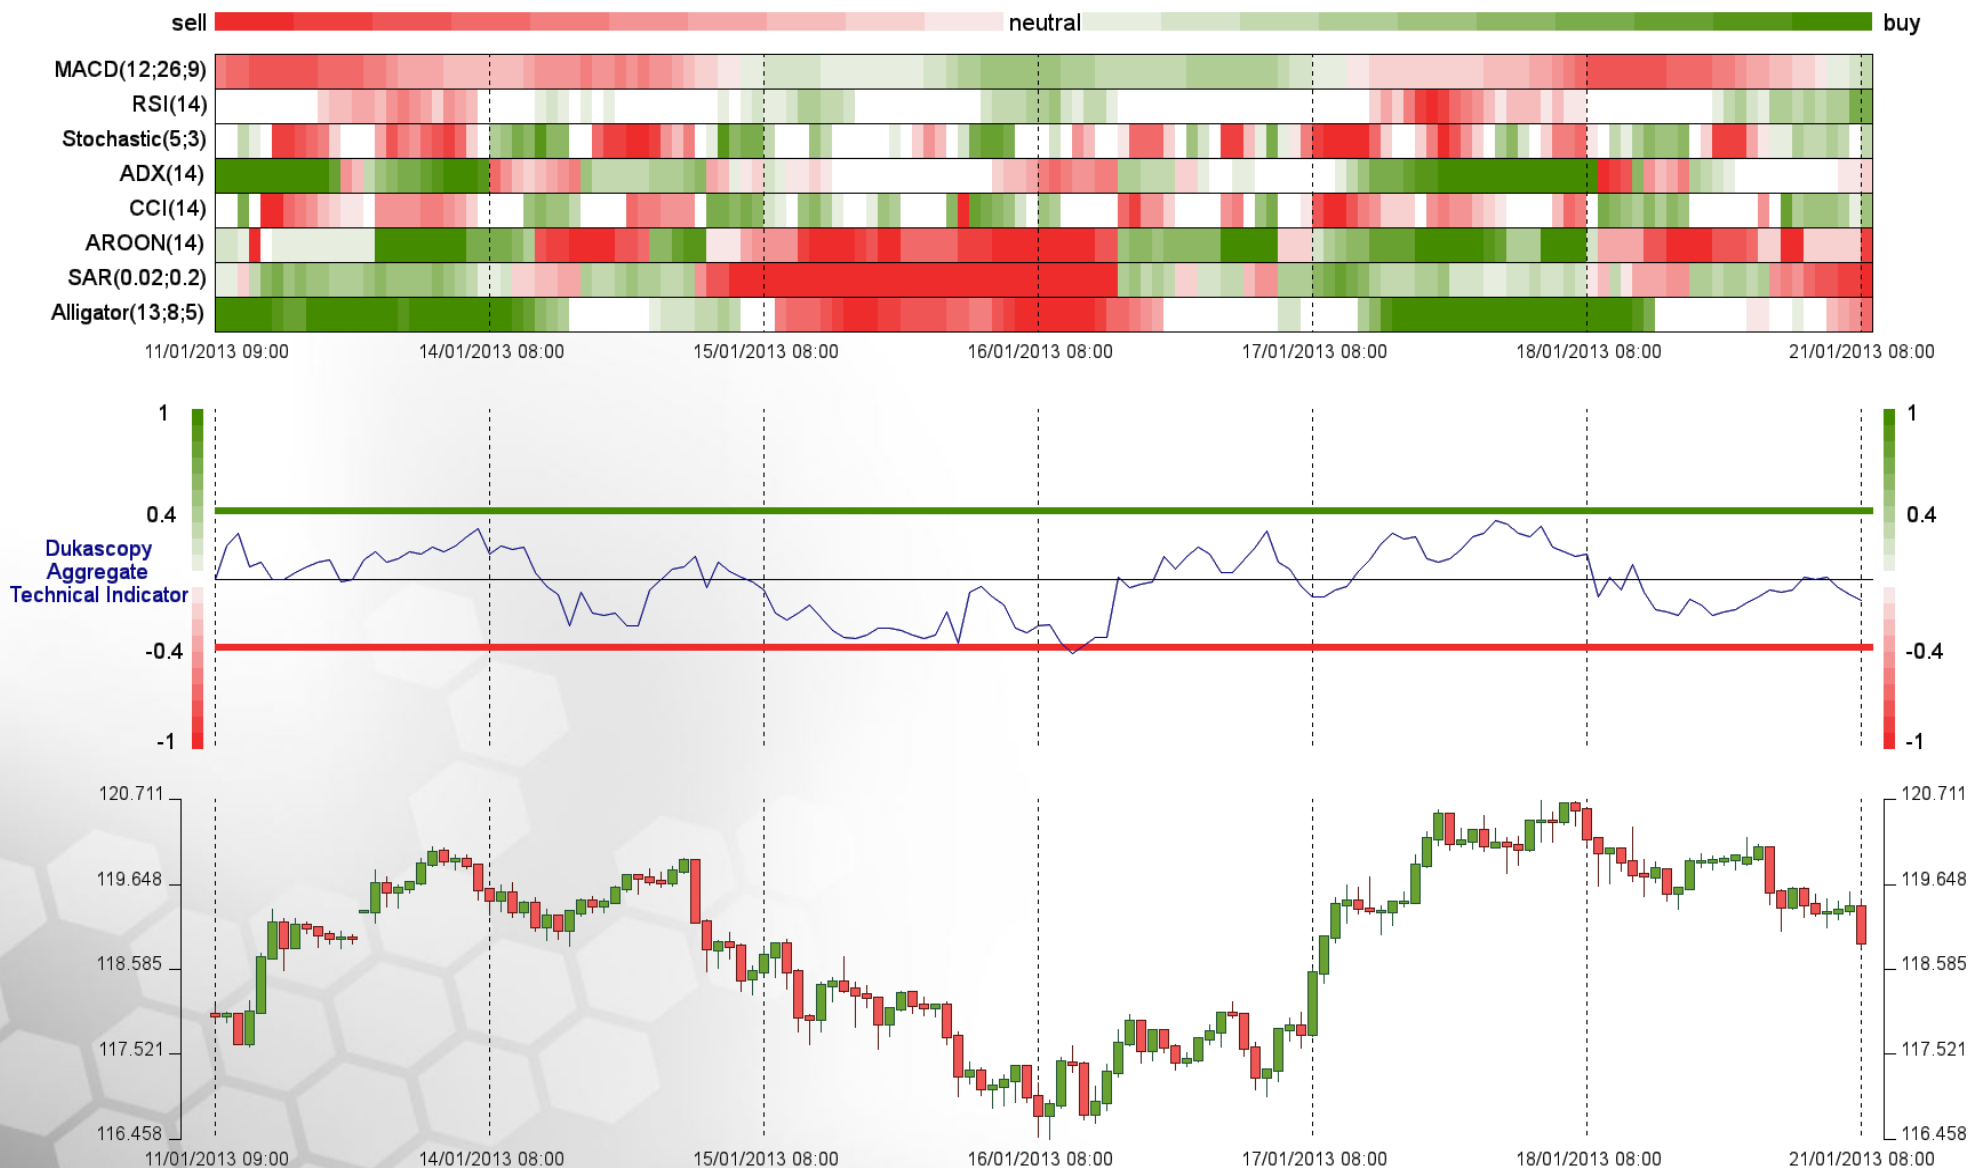 sell neutral buy
MACD(12;26;9)
RSI(14)
Stochastic(5;3)
ADX(14)
CCI(14)
AROON(14)
SAR(0.02;0.2)
Alligator(13;8;5)
11/01/2013 09:00 14/01/2013 08:00 15/01/2013 08:00 16/01/2013 08:00 17/01/2013 08:00 18/01/2013 08:00 21/01/2013 08:00
1 1
0.4 0.4
Dukascopy
Aggregate
Technical Indicator
-0.4 -0.4
-1 -1
120.711 120.711
119.648 119.648
118.585 118.585
117.521 117.521
116.458 116.458
11/01/2013 09:00 14/01/2013 08:00 15/01/2013 08:00 16/01/2013 08:00 17/01/2013 08:00 18/01/2013 08:00 21/01/2013 08:00